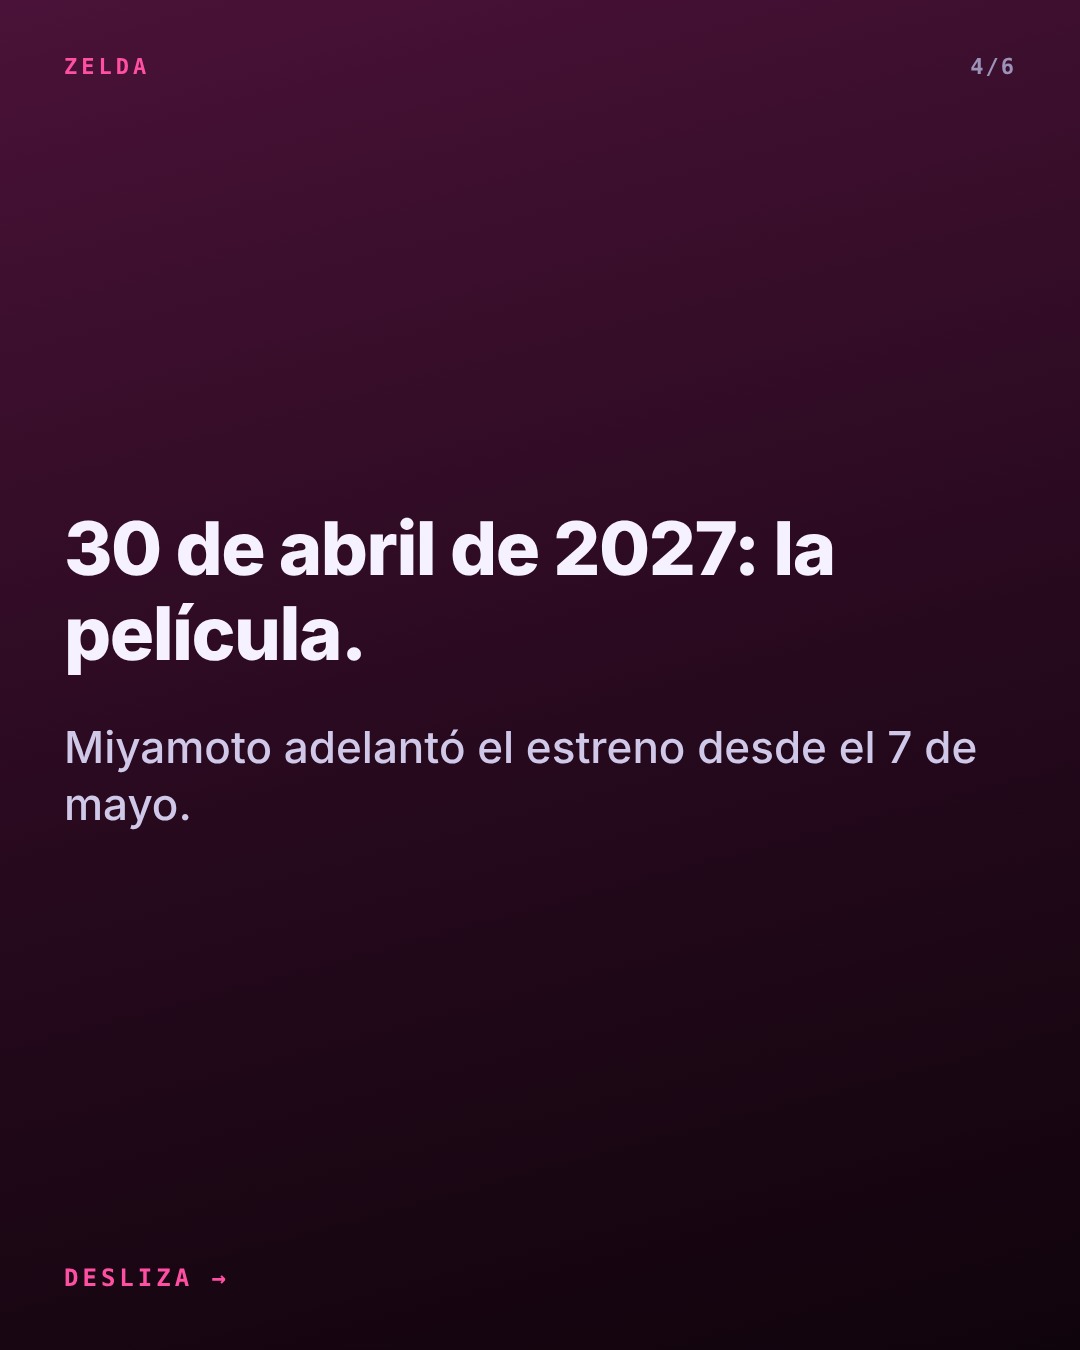 ZELDA
4/6
30 de abril de 2027: la
película.
Miyamoto adelantó el estreno desde el 7 de
mayo.
DESLIZA →